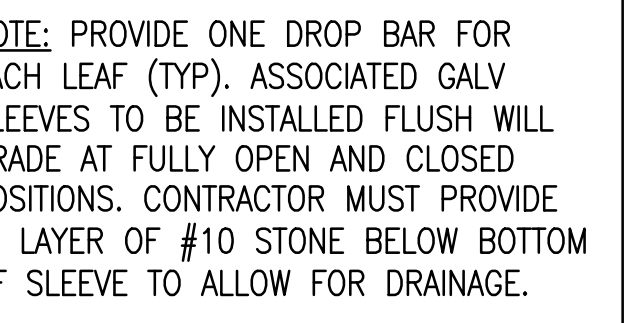 OTE: PROVIDE ONE DROP BAR FOR
ACH LEAF (TYP). ASSOCIATED GALV
LEEVES TO BE INSTALLED FLUSH WILL
RADE AT FULLY OPEN AND CLOSED
OSITIONS. CONTRACTOR MUST PROVIDE
LAYER OF #10 STONE BELOW BOTTOM
F SLEEVE TO ALLOW FOR DRAINAGE.